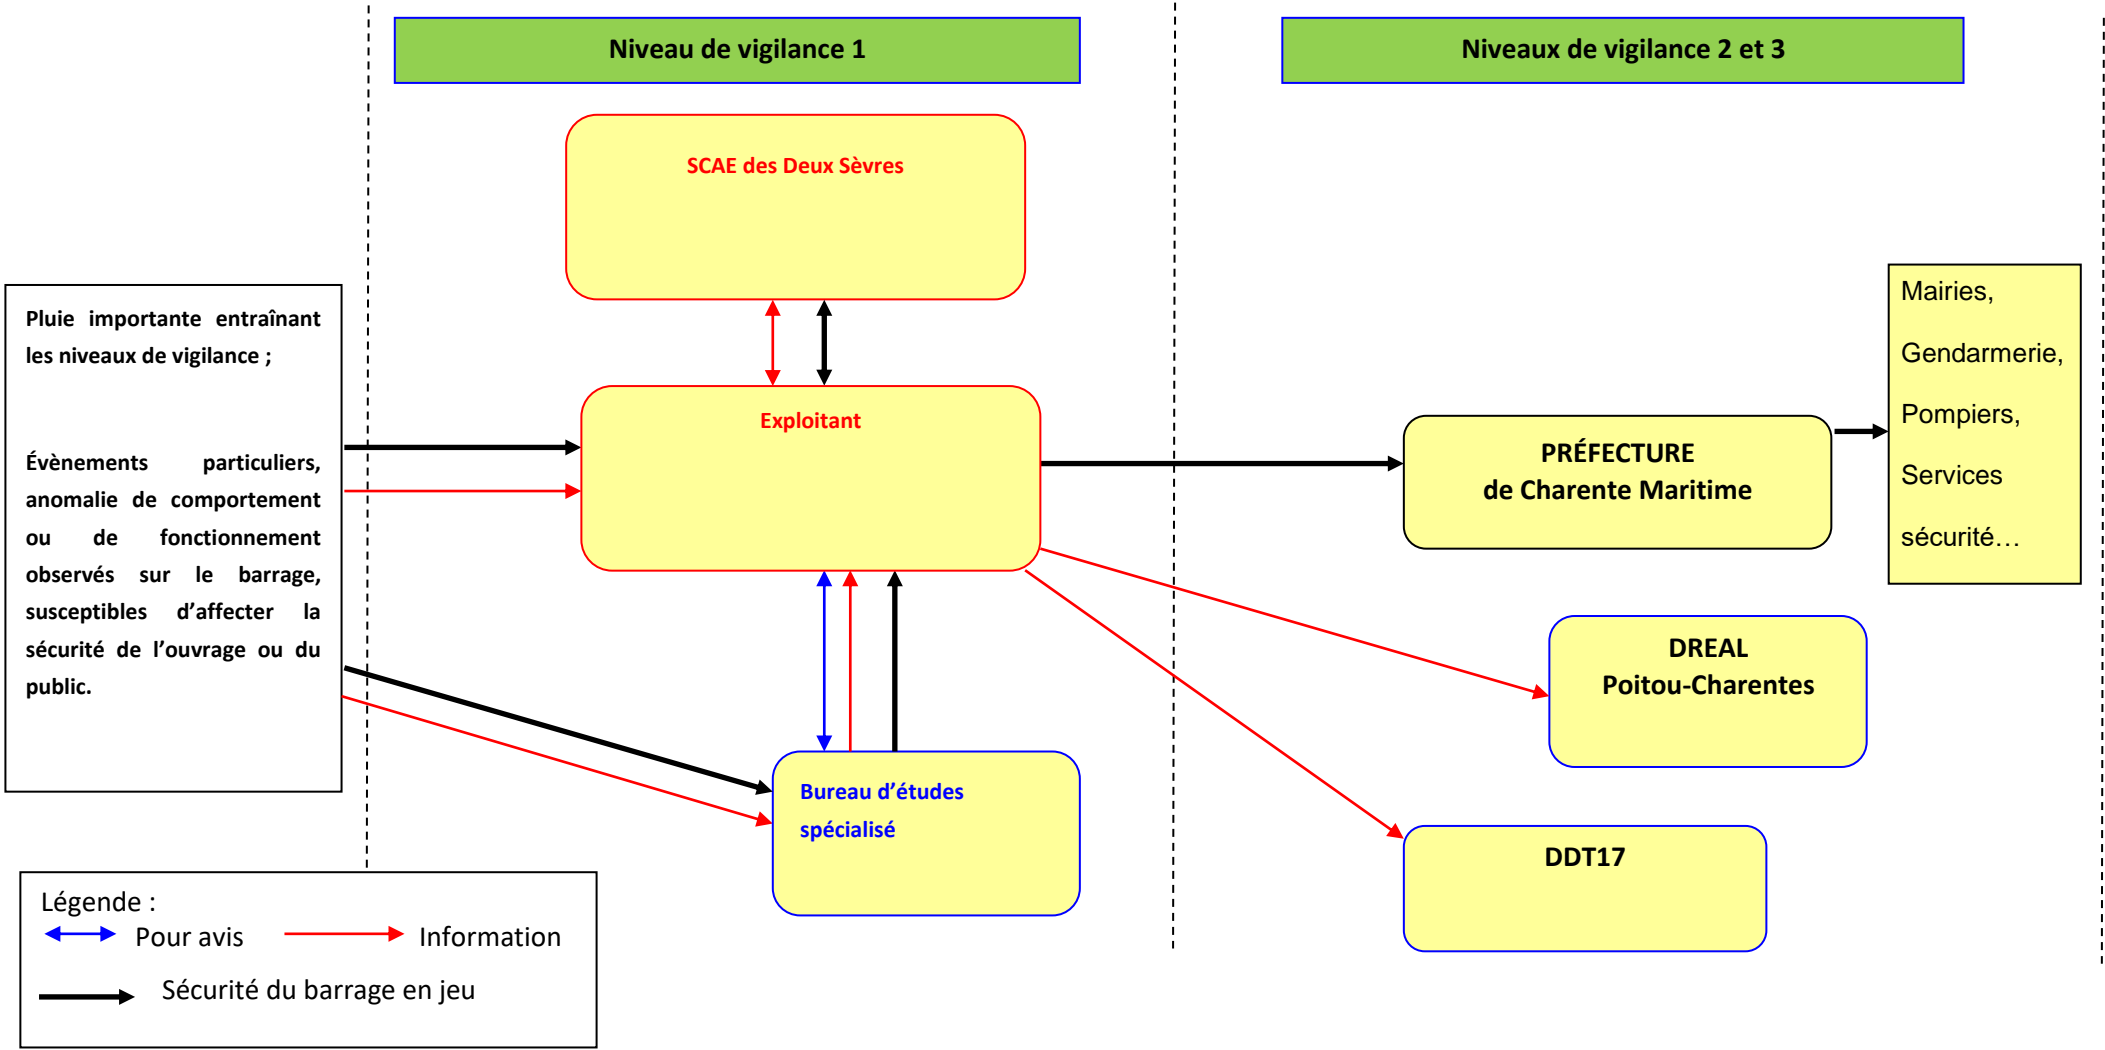 Niveau de vigilance 1
Niveaux de vigilance 2 et 3
SCAE des Deux Sèvres
Pluie importante entraînant
les niveaux de vigilance ;
Évènements particuliers,
anomalie de comportement
ou de fonctionnement
observés sur le barrage,
susceptibles d’affecter la
sécurité de l’ouvrage ou du
public.
Exploitant
PRÉFECTURE
de Charente Maritime
Mairies,
Gendarmerie,
Pompiers,
Services
sécurité…
DREAL
Poitou-Charentes
Bureau d’études
spécialisé
DDT17
Légende :
Pour avis
Information
Sécurité du barrage en jeu